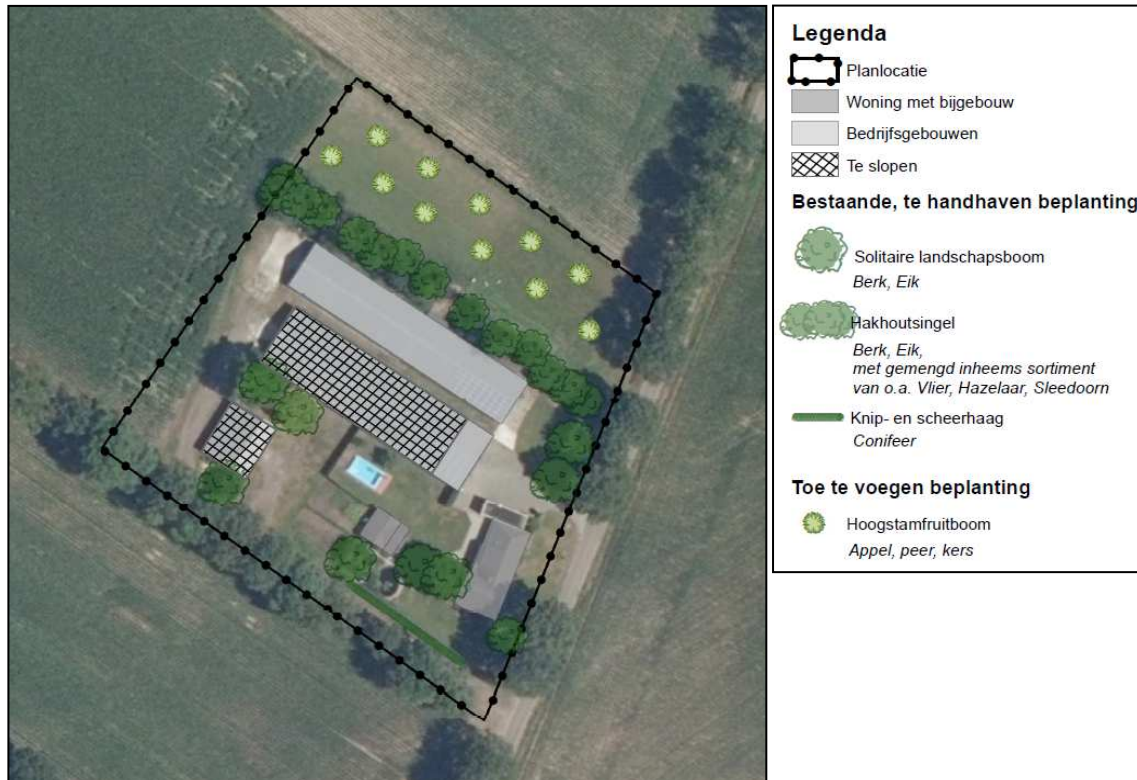 Legenda
Planlocatie
Woning met bijgebouw
Bedrijfsgebouwen
Te slopen
Bestaande, te handhaven beplanting
Solitaire landschapsboom
Berk, Eik
Hakhoutsingel
Berk, Eik,
met gemengd inheems sortiment
van o.a. Vlier, Hazelaar, Sleedoorn
Knip- en scheerhaag
Conifeer
Toe te voegen beplanting
Hoogstamfruitboom
Appel, peer, kers